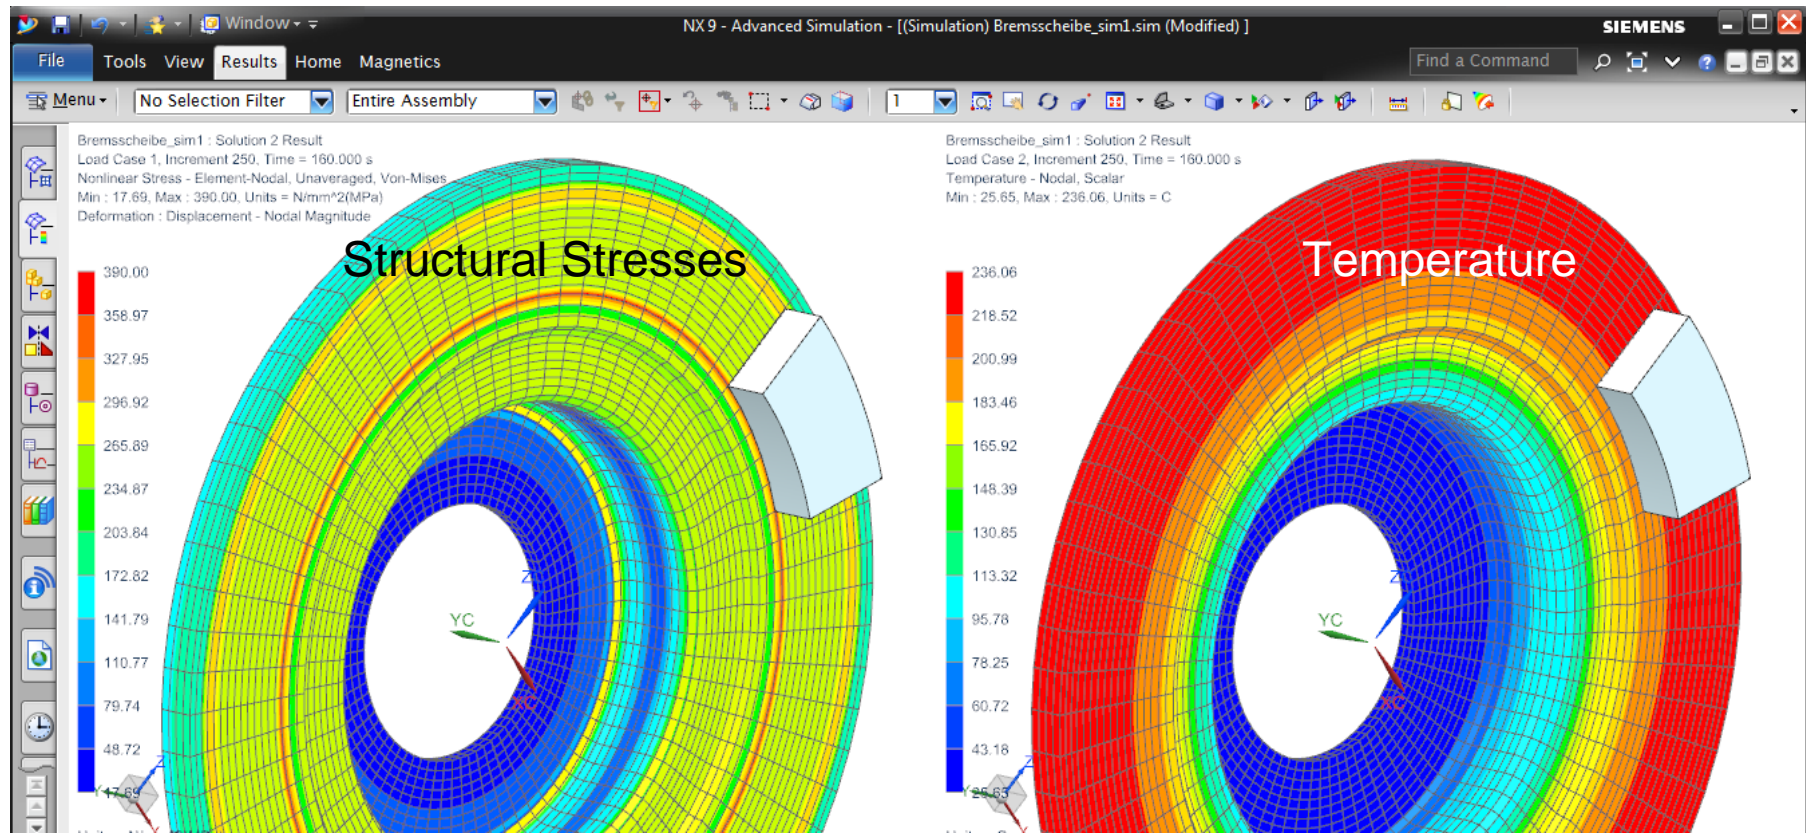 Window
NX 9 - Advanced Simulation - [(Simulation) Bremsscheibe_sim1.sim (Modified) ]
SIEMENS
File Tools View Results Home Magnetics
Find a Command
Menu No Selection Filter Entire Assembly 1
Bremsscheibe_sim1 : Solution 2 Result
Load Case 1, Increment 250, Time = 160.000 s
Nonlinear Stress - Element-Nodal, Unaveraged, Von-Mises
Min : 17.69, Max : 390.00, Units = N/mm^2(MPa)
Deformation : Displacement - Nodal Magnitude
Structural Stresses
390.00
358.97
327.95
296.92
265.89
234.87
203.84
172.82
141.79
110.77
79.74
48.72
17.69
Z
YC
XC
Z
Y
X
Bremsscheibe_sim1 : Solution 2 Result
Load Case 2, Increment 250, Time = 160.000 s
Temperature - Nodal, Scalar
Min : 25.65, Max : 236.06, Units = C
Temperature
236.06
218.52
200.99
183.46
165.92
148.39
130.85
113.32
95.78
78.25
60.72
43.18
25.65
Z
YC
XC
Z
Y
X